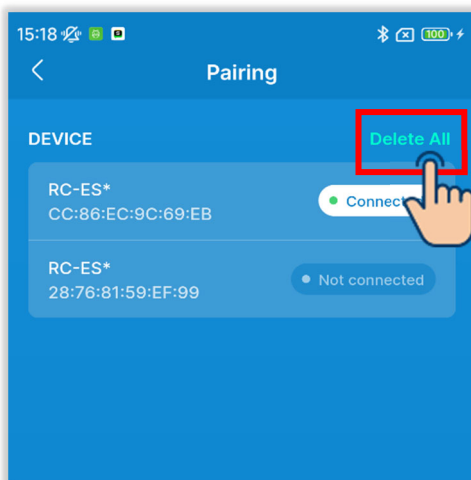 15:18
100
Pairing
DEVICE
Delete All
RC-ES*
CC:86:EC:9C:69:EB
RC-ES*
28:76:81:59:EF:99
Not connected